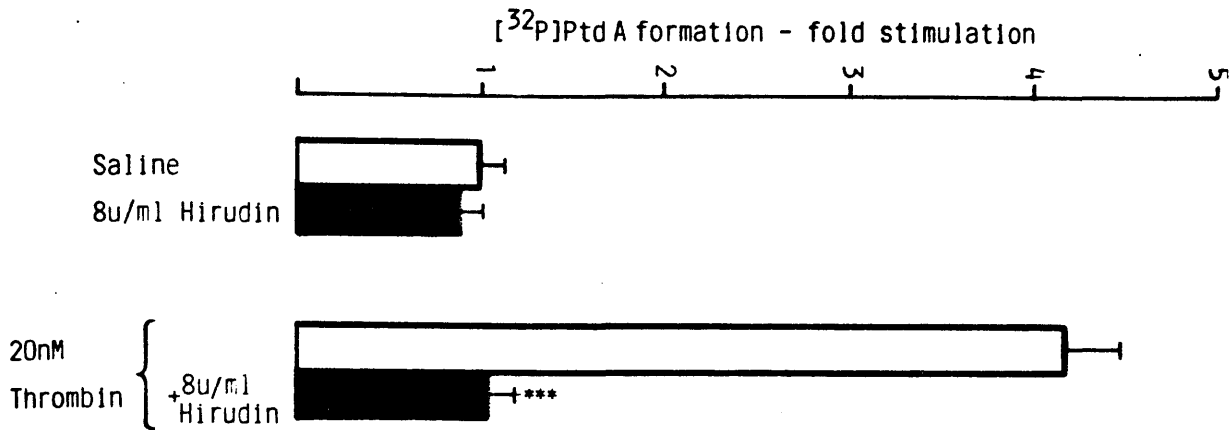 [³²P]Ptd A formation - fold stimulation
1 2 3 4 5
Saline
8u/ml Hirudin
20nM
Thrombin
+8u/ml
Hirudin
***